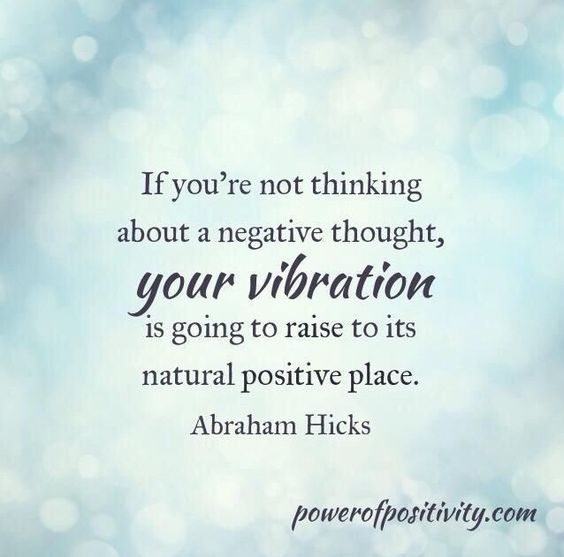 If you're not thinking
about a negative thought,
your vibration
is going to raise to its
natural positive place.
Abraham Hicks
powerofpositivity.com